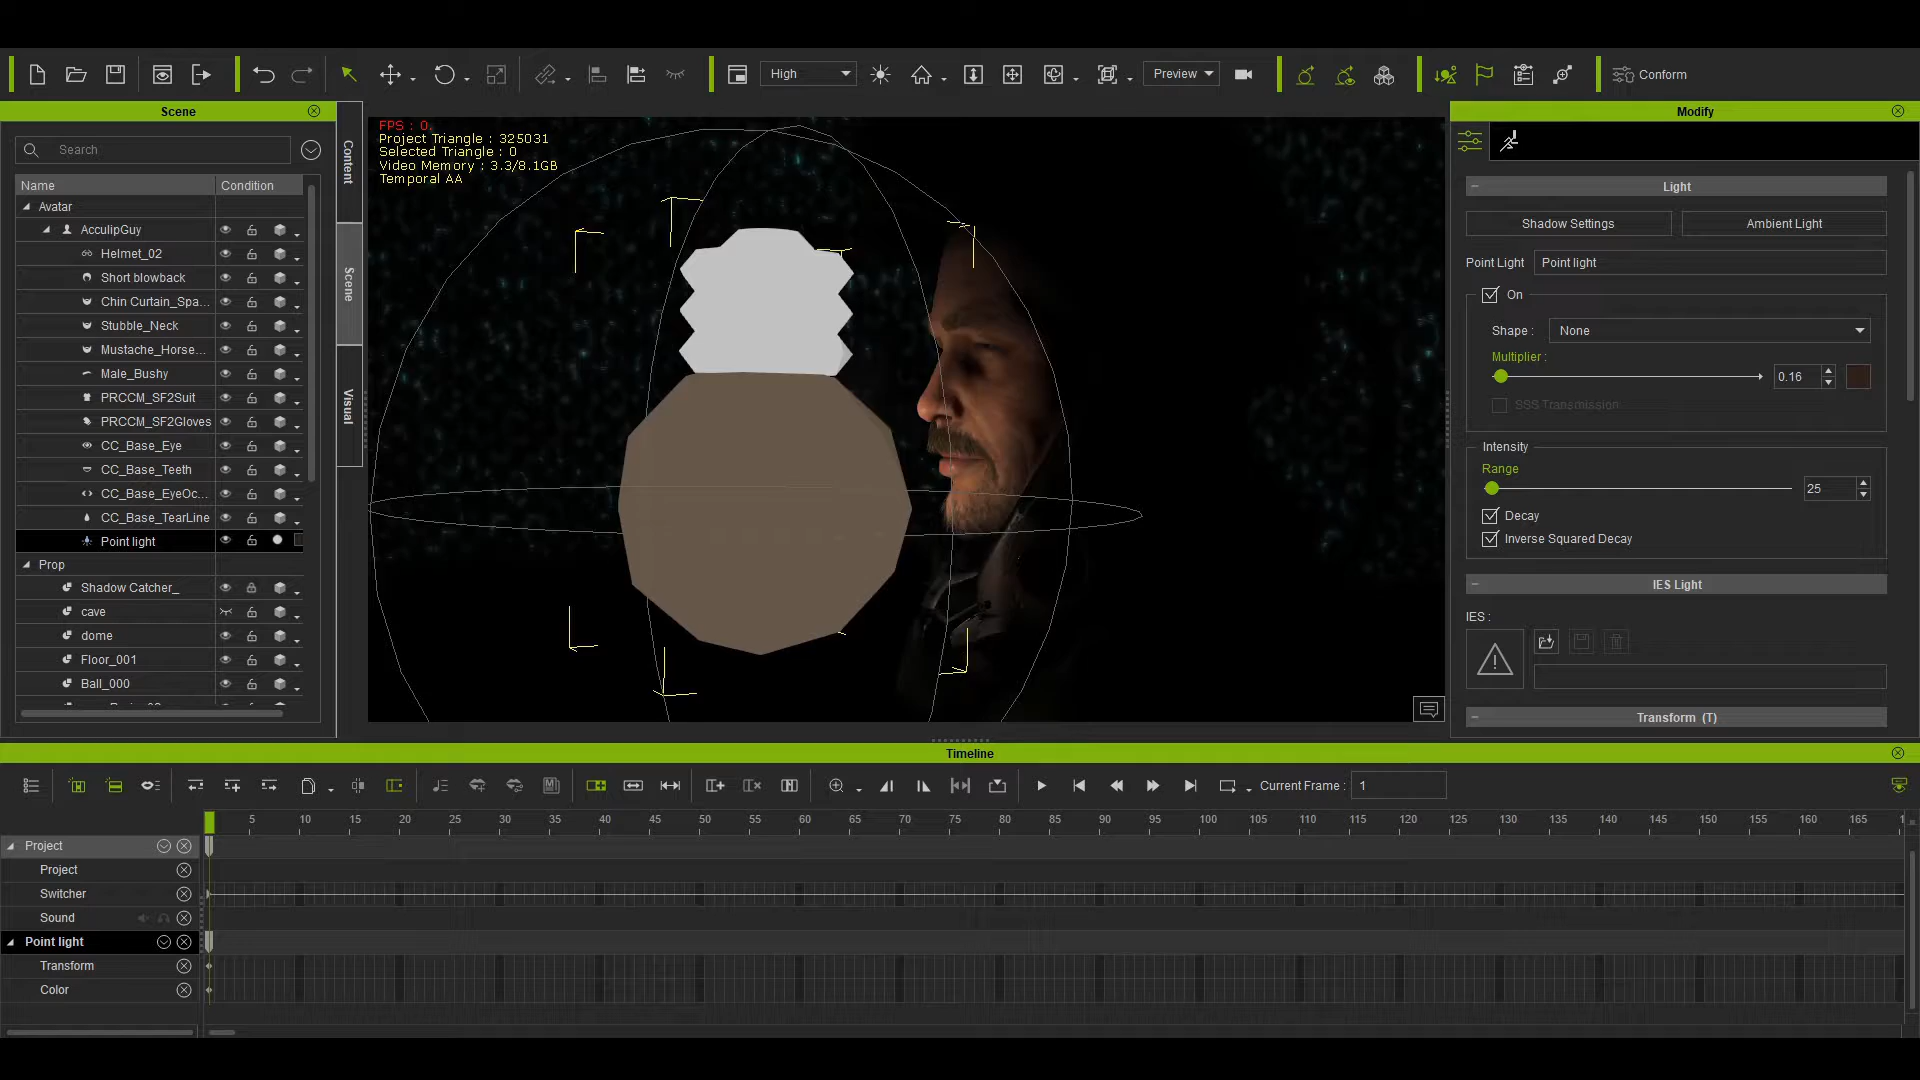 High
Preview
Conform
Scene
Search
Name
Condition
Avatar
AcculipGuy
Helmet_02
Short blowback
Chin Curtain_Spa...
Stubble_Neck
Mustache_Horse...
Male_Bushy
PRCCM_SF2Suit
PRCCM_SF2Gloves
CC_Base_Eye
CC_Base_Teeth
CC_Base_EyeOc...
CC_Base_TearLine
Point light
Prop
Shadow Catcher_
cave
dome
Floor_001
Ball_000
Content
Scene
Visual
FPS : 0.
Project Triangle : 325031
Selected Triangle : 0
Video Memory : 3.3/8.1GB
Temporal AA
Modify
Light
Shadow Settings
Ambient Light
Point Light
Point light
On
Shape :
None
Multiplier :
0.16
SSS Transmission
Intensity
Range
25
Decay
Inverse Squared Decay
IES Light
IES :
Transform (T)
Timeline
Current Frame :
1
5 10 15 20 25 30 35 40 45 50 55 60 65 70 75 80 85 90 95 100 105 110 115 120 125 130 135 140 145 150 155 160 165
Project
Project
Switcher
Sound
Point light
Transform
Color